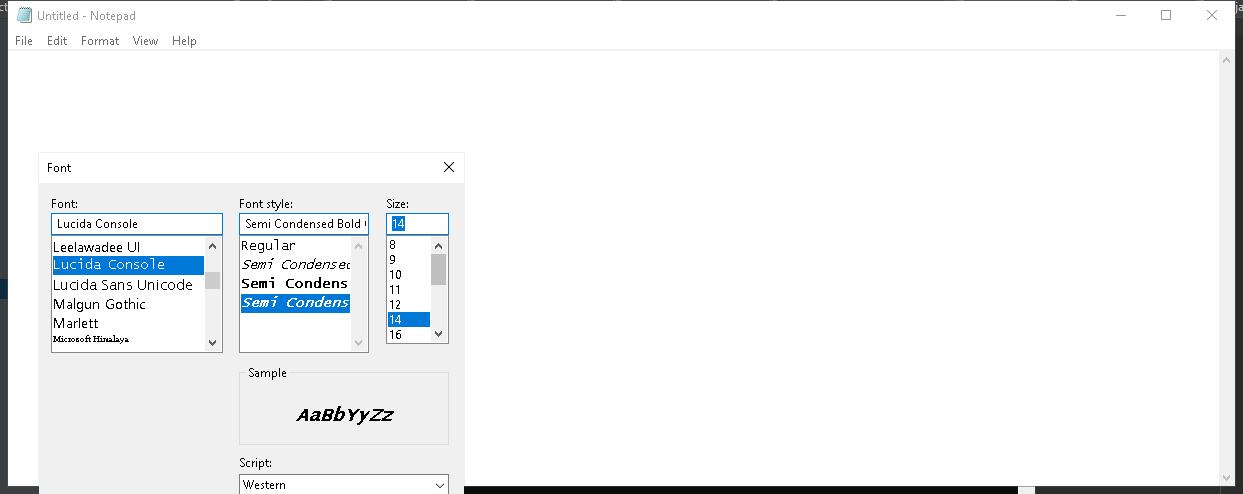 Untitled - Notepad
File Edit Format View Help
Font
Font: Font style: Size:
Lucida Console Semi Condensed Bold 14
Leelawadee UI Regular 8
Lucida Console Semi Condensed 9
Lucida Sans Unicode Semi Condens 10
Malgun Gothic Semi Condens 11
Marlett 12
Microsoft Himalaya 14
16
Sample
AaBbYyZz
Script:
Western